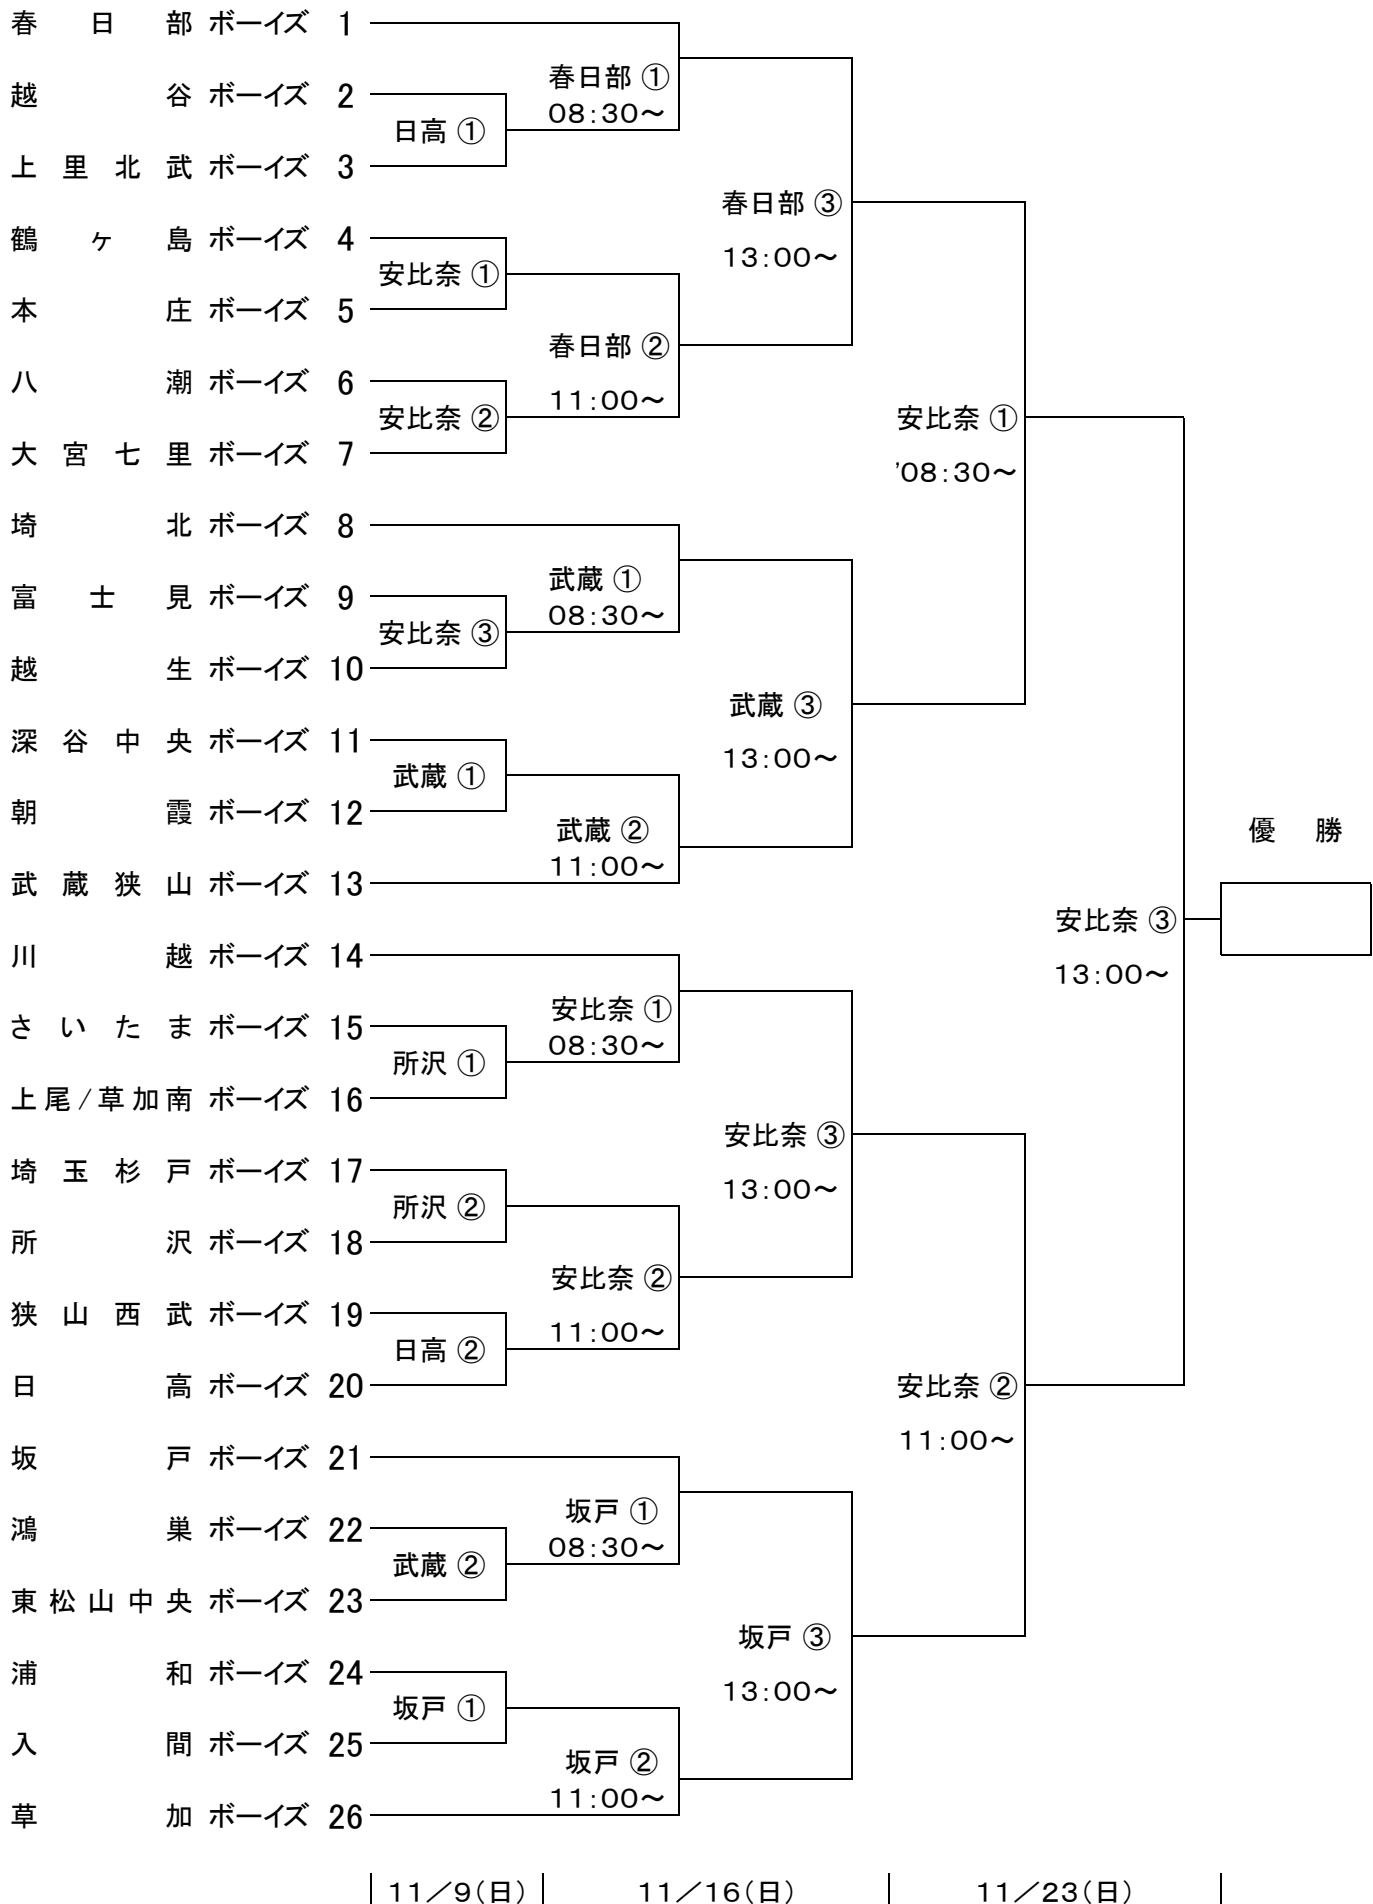 春日部 ボーイズ 1
春日部 ①
越谷 ボーイズ 2
08:30～
日高 ①
上里北武 ボーイズ 3
春日部 ③
鶴ヶ島 ボーイズ 4
13:00～
安比奈 ①
本庄 ボーイズ 5
春日部 ②
八潮 ボーイズ 6
11:00～
安比奈 ②
安比奈 ①
大宮七里 ボーイズ 7
'08:30～
埼北 ボーイズ 8
武蔵 ①
富士見 ボーイズ 9
08:30～
安比奈 ③
越生 ボーイズ 10
武蔵 ③
深谷中央 ボーイズ 11
13:00～
武蔵 ①
朝霞 ボーイズ 12
武蔵 ②
優勝
11:00～
武蔵狭山 ボーイズ 13
安比奈 ③
川越 ボーイズ 14
13:00～
安比奈 ①
さいたま ボーイズ 15
08:30～
所沢 ①
上尾/草加南 ボーイズ 16
安比奈 ③
埼玉杉戸 ボーイズ 17
13:00～
所沢 ②
所沢 ボーイズ 18
安比奈 ②
狭山西武 ボーイズ 19
11:00～
日高 ②
日高 ボーイズ 20
安比奈 ②
11:00～
坂戸 ボーイズ 21
坂戸 ①
鴻巣 ボーイズ 22
08:30～
武蔵 ②
東松山中央 ボーイズ 23
坂戸 ③
浦和 ボーイズ 24
13:00～
坂戸 ①
入間 ボーイズ 25
坂戸 ②
11:00～
草加 ボーイズ 26
11／9(日)
11／16(日)
11／23(日)